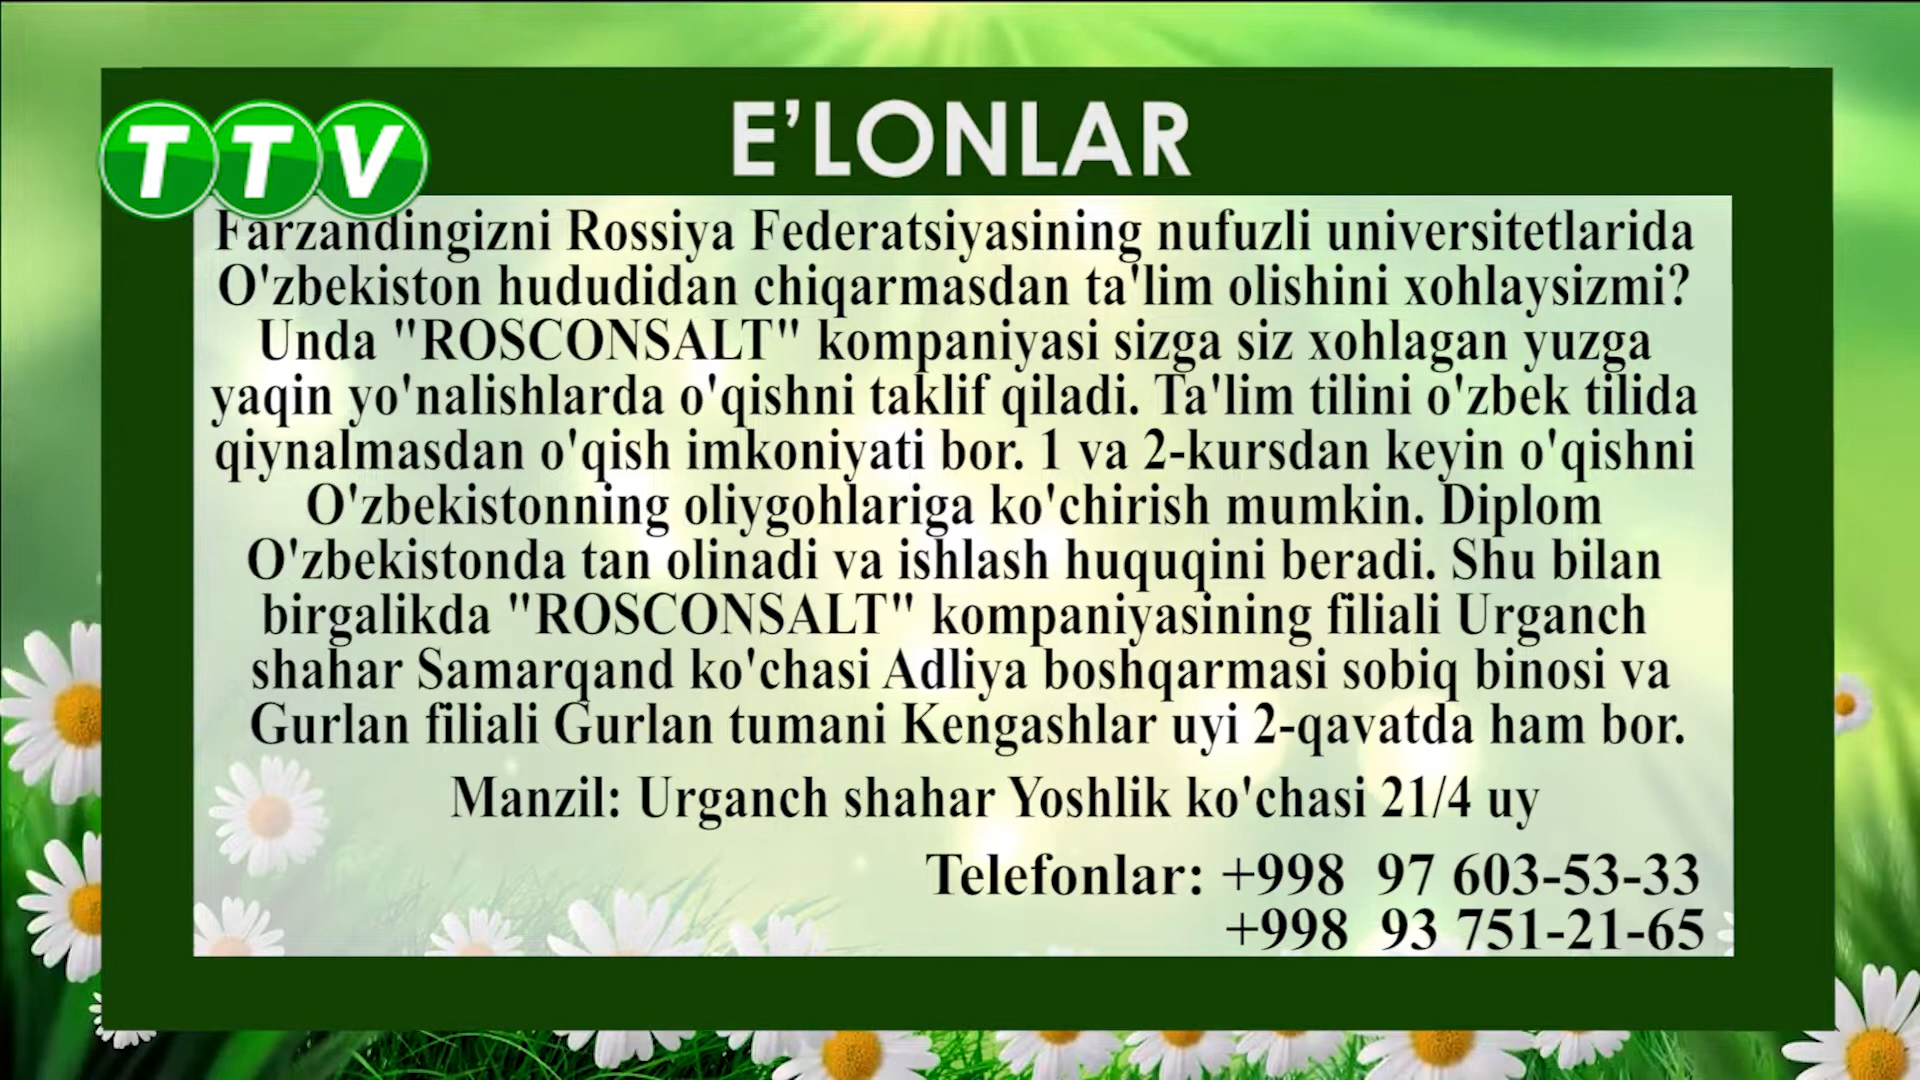 TTV
E’LONLAR
Farzandingizni Rossiya Federatsiyasining nufuzli universitetlarida
O'zbekiston hududidan chiqarmasdan ta'lim olishini xohlaysizmi?
Unda "ROSCONSALT" kompaniyasi sizga siz xohlagan yuzga
yaqin yo'nalishlarda o'qishni taklif qiladi. Ta'lim tilini o'zbek tilida
qiynalmasdan o'qish imkoniyati bor. 1 va 2-kursdan keyin o'qishni
O'zbekistonning oliygohlariga ko'chirish mumkin. Diplom
O'zbekistonda tan olinadi va ishlash huquqini beradi. Shu bilan
birgalikda "ROSCONSALT" kompaniyasining filiali Urganch
shahar Samarqand ko'chasi Adliya boshqarmasi sobiq binosi va
Gurlan filiali Gurlan tumani Kengashlar uyi 2-qavatda ham bor.
Manzil: Urganch shahar Yoshlik ko'chasi 21/4 uy
Telefonlar: +998 97 603-53-33
+998 93 751-21-65